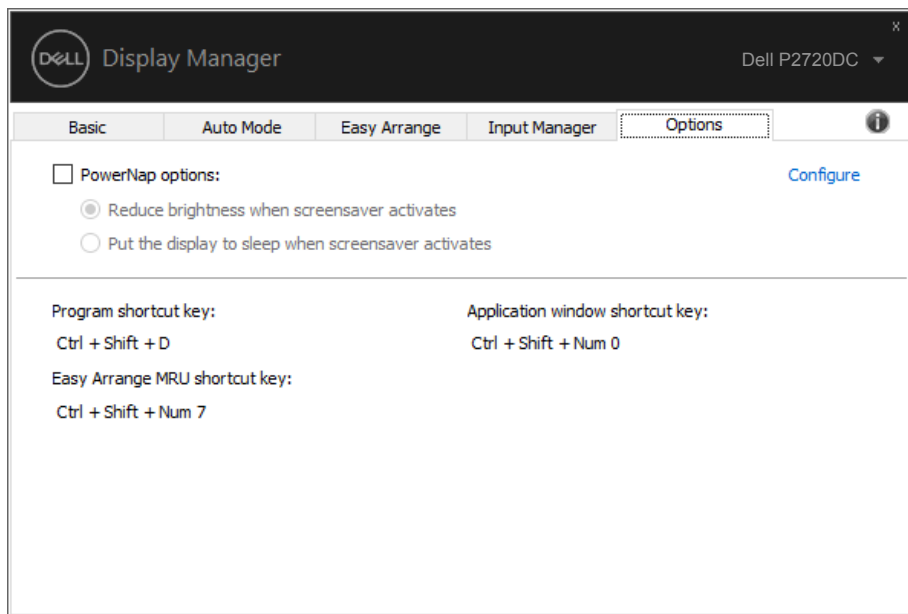 x
DELL Display Manager
Dell P2720DC
Basic Auto Mode Easy Arrange Input Manager Options
PowerNap options: Configure
Reduce brightness when screensaver activates
Put the display to sleep when screensaver activates
Program shortcut key: Application window shortcut key:
Ctrl + Shift + D Ctrl + Shift + Num 0
Easy Arrange MRU shortcut key:
Ctrl + Shift + Num 7